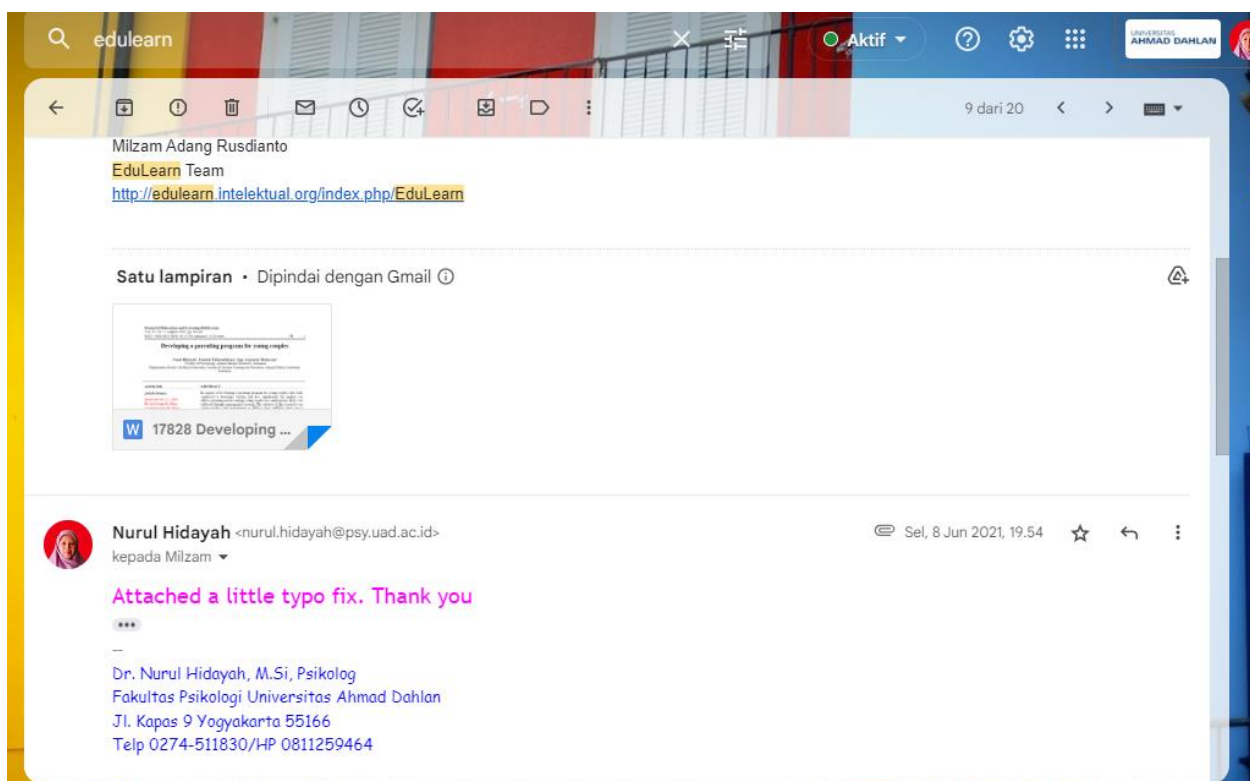 edulearn
Aktif
UNIVERSITAS
AHMAD DAHLAN
9 dari 20
Milzam Adang Rusdianto
EduLearn Team
http://edulearn.intelektual.org/index.php/EduLearn
Satu lampiran • Dipindai dengan Gmail
Developing a parenting program for young couples
W 17828 Developing ...
Nurul Hidayah <nurul.hidayah@psy.uad.ac.id>
Sel, 8 Jun 2021, 19.54
kepada Milzam
Attached a little typo fix. Thank you
--
Dr. Nurul Hidayah, M.Si, Psikolog
Fakultas Psikologi Universitas Ahmad Dahlan
Jl. Kapas 9 Yogyakarta 55166
Telp 0274-511830/HP 0811259464